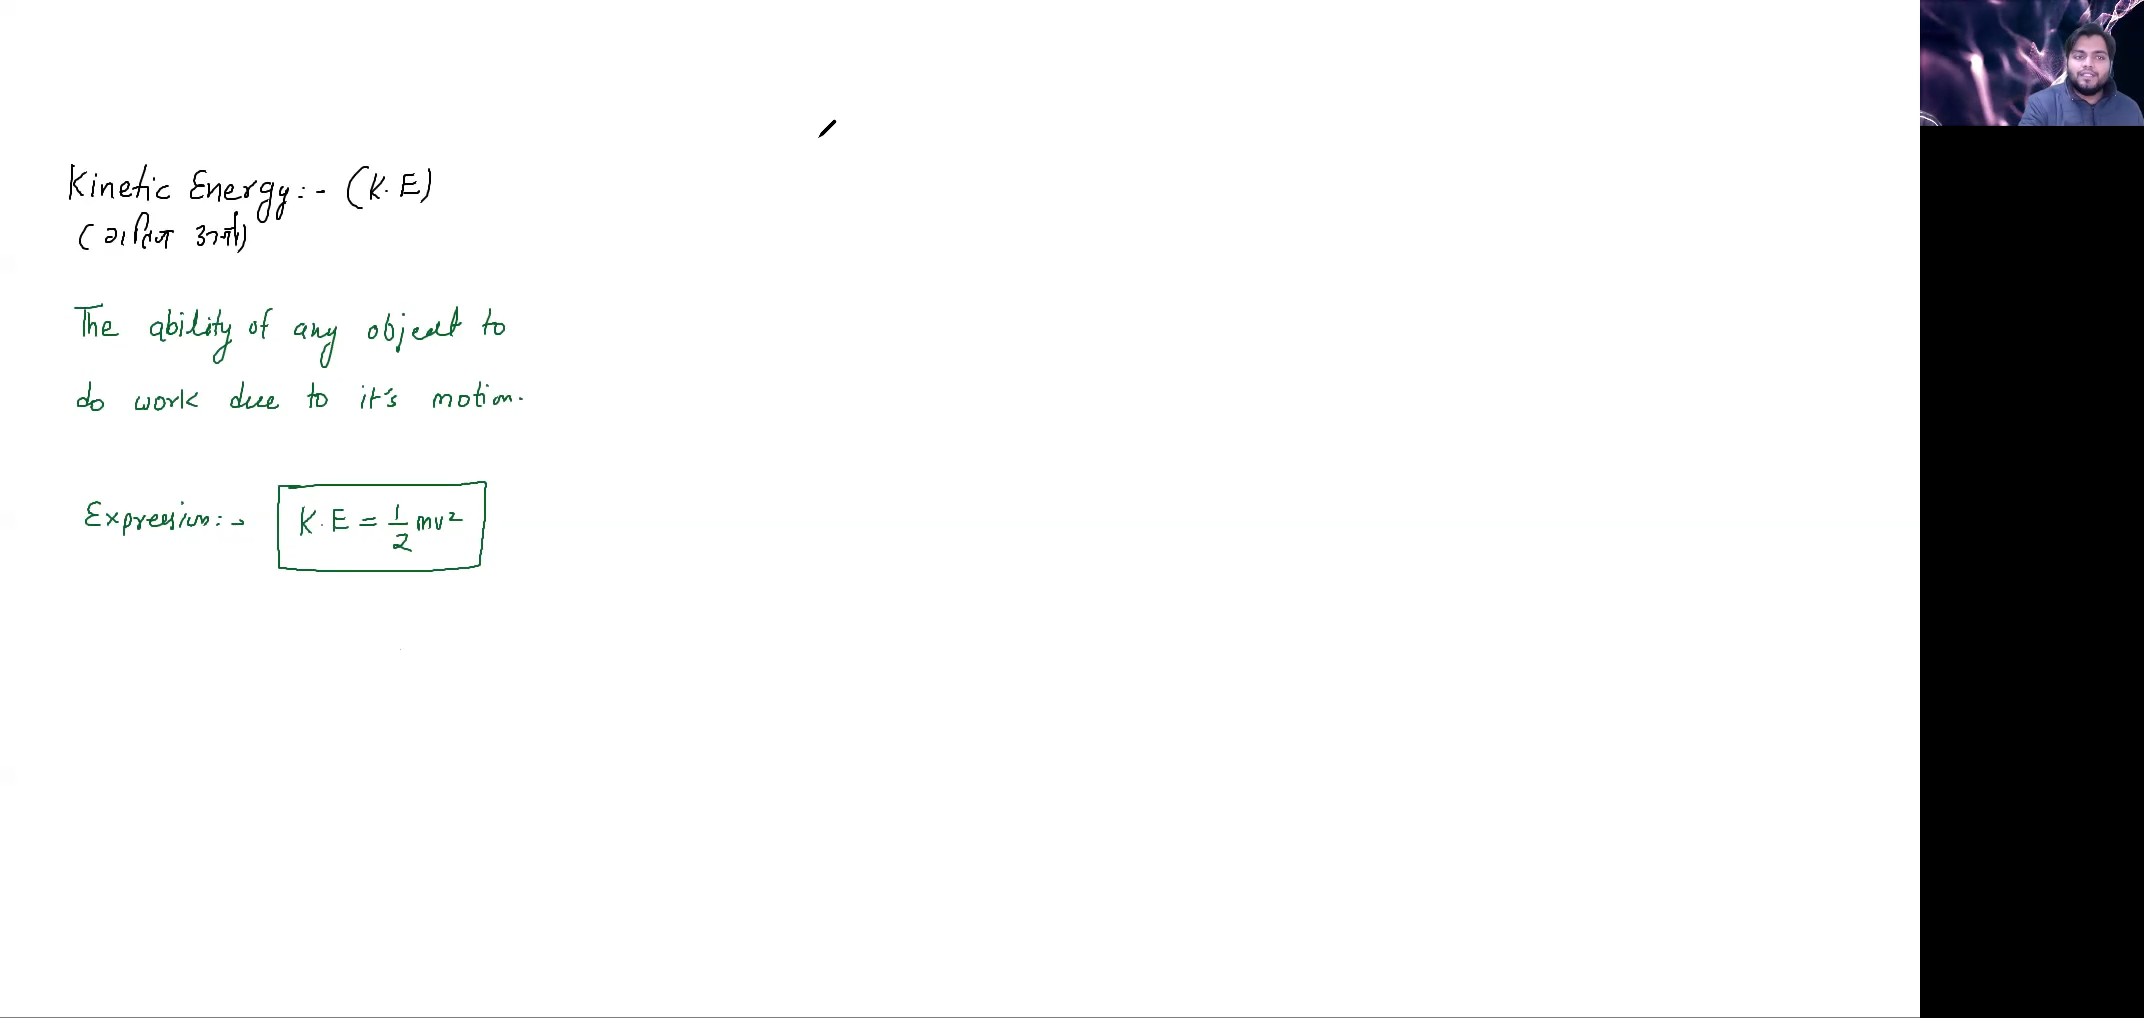 Kinetic Energy:- (K.E)
(गतिज उर्जा)
The ability of any object to
do work due to it's motion.
Expression:→ K.E = 1/2 mv²